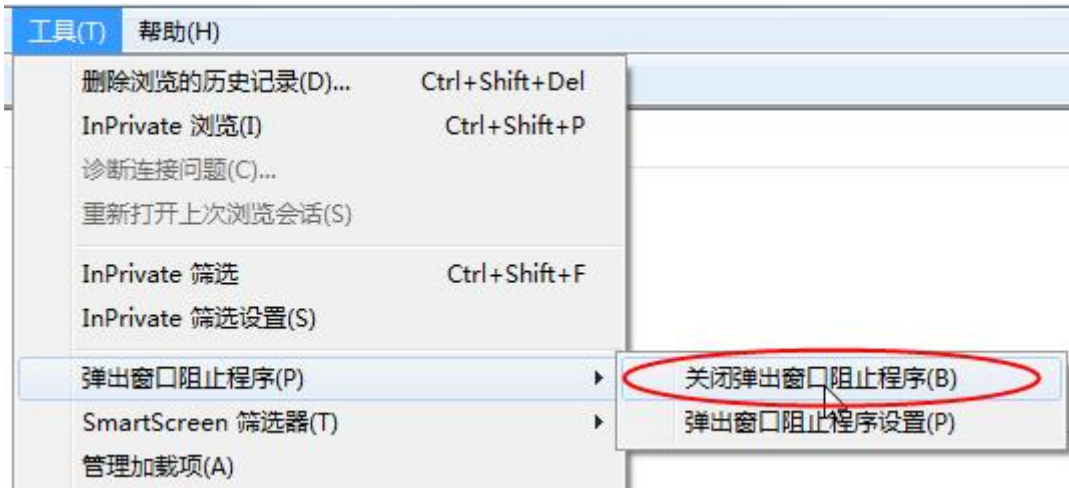 工具(T) 帮助(H)
删除浏览的历史记录(D)... Ctrl+Shift+Del
InPrivate 浏览(I) Ctrl+Shift+P
诊断连接问题(C)...
重新打开上次浏览会话(S)
InPrivate 筛选 Ctrl+Shift+F
InPrivate 筛选设置(S)
弹出窗口阻止程序(P) 关闭弹出窗口阻止程序(B)
SmartScreen 筛选器(T) 弹出窗口阻止程序设置(P)
管理加载项(A)